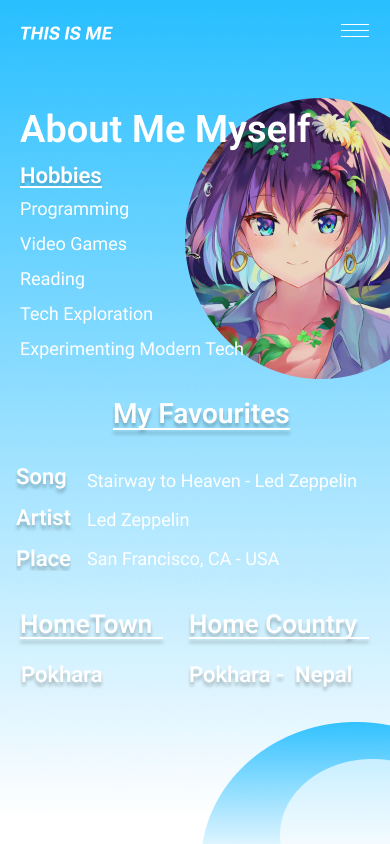 THIS IS ME
About Me Myself
Hobbies
Programming
Video Games
Reading
Tech Exploration
Experimenting Modern Tech
My Favourites
Song Stairway to Heaven - Led Zeppelin
Artist Led Zeppelin
Place San Francisco, CA - USA
HomeTown Home Country
Pokhara Pokhara - Nepal